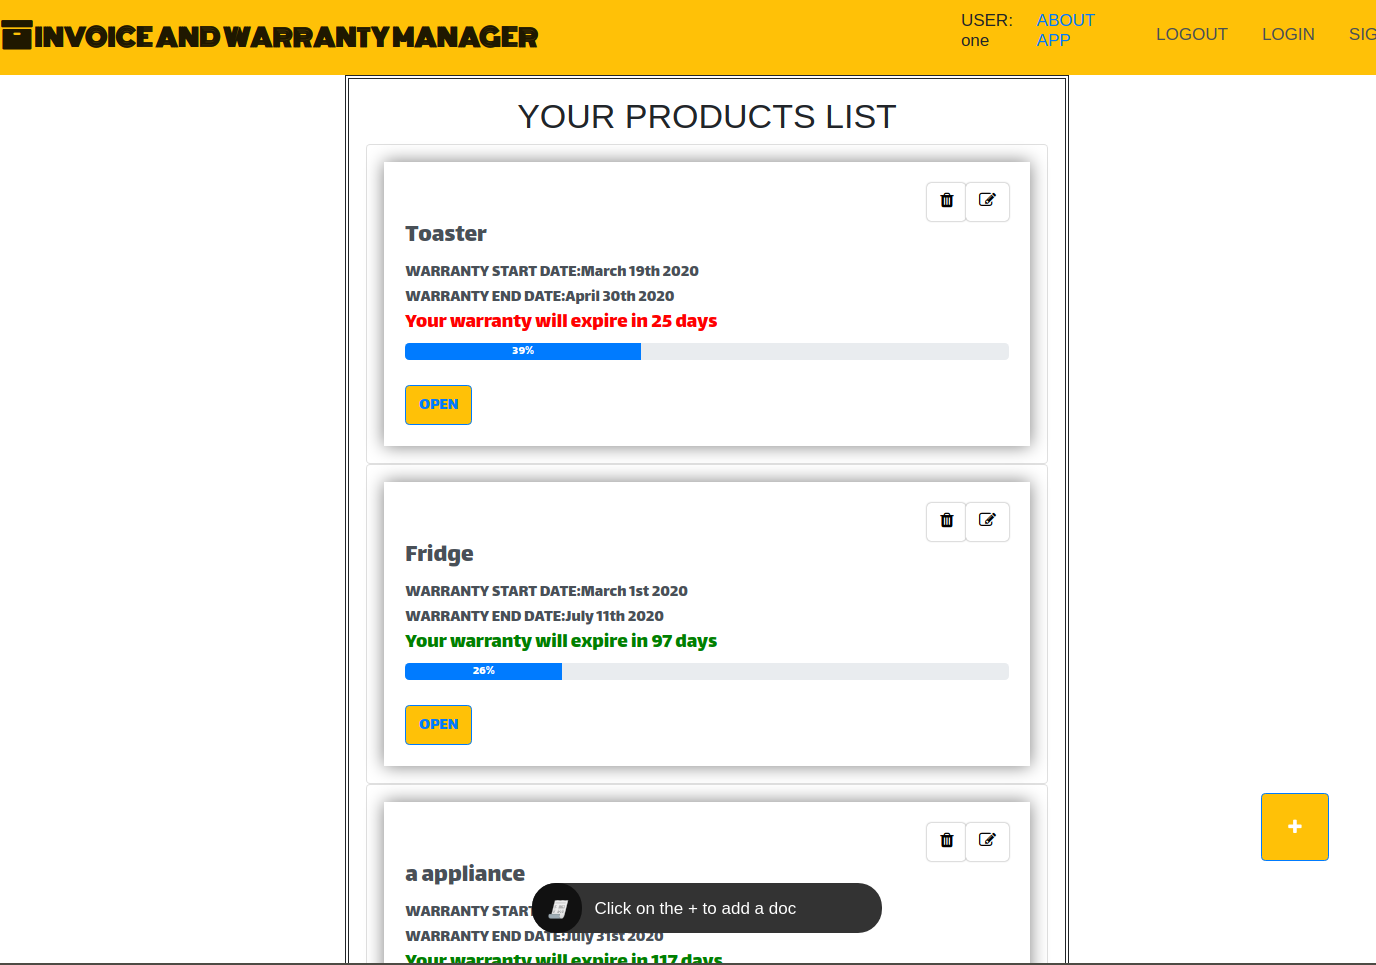 INVOICE AND WARRANTY MANAGER
USER: one
ABOUT APP
LOGOUT
LOGIN
SIG
YOUR PRODUCTS LIST
Toaster
WARRANTY START DATE:March 19th 2020
WARRANTY END DATE:April 30th 2020
Your warranty will expire in 25 days
39%
OPEN
Fridge
WARRANTY START DATE:March 1st 2020
WARRANTY END DATE:July 11th 2020
Your warranty will expire in 97 days
26%
OPEN
+
a appliance
WARRANTY START
Click on the + to add a doc
WARRANTY END DATE:July 31st 2020
Your warranty will expire in 117 days